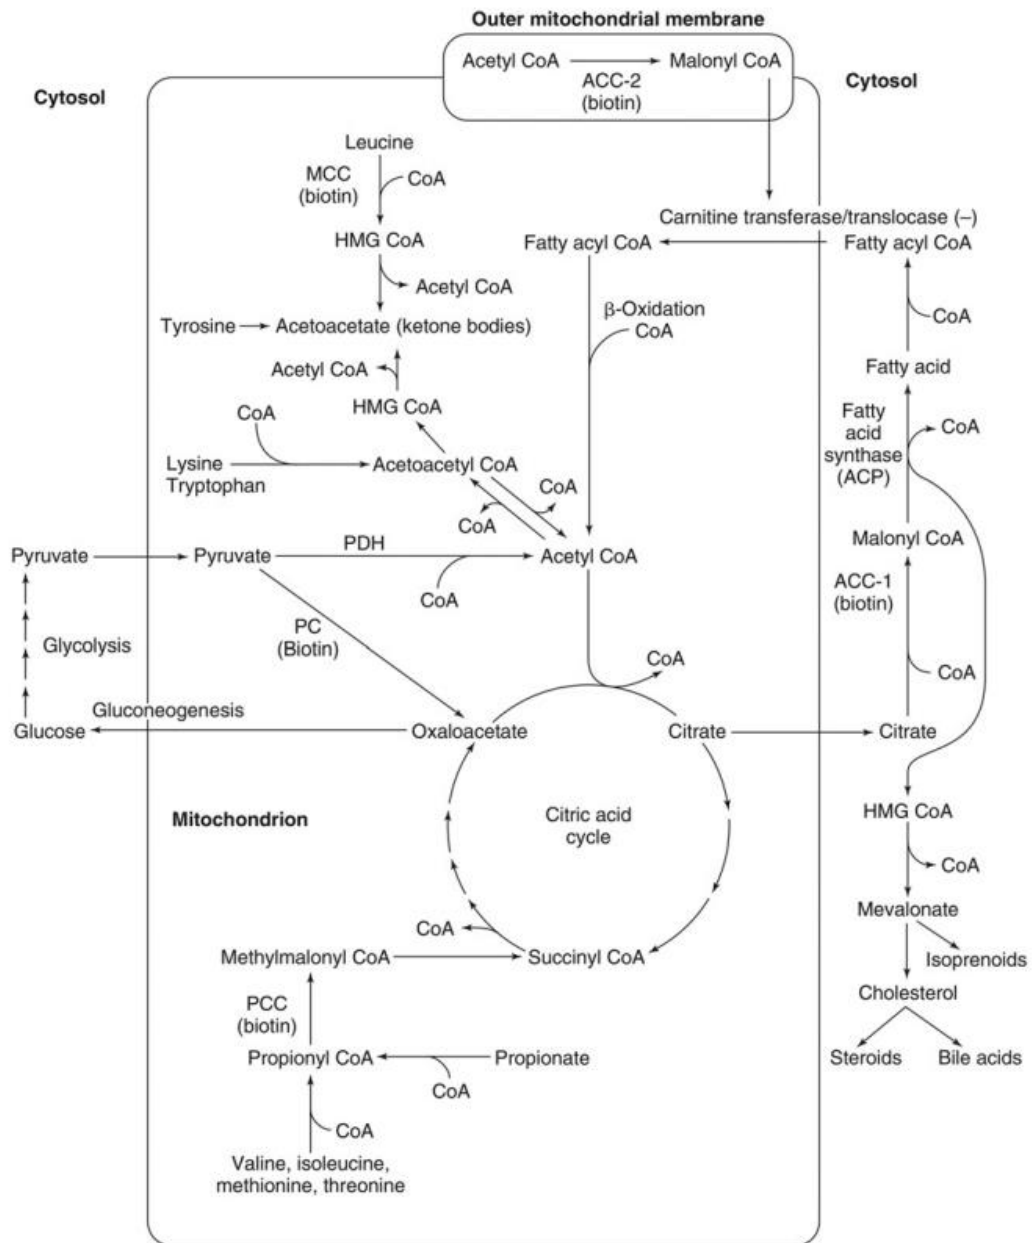 Outer mitochondrial membrane
Acetyl CoA
Malonyl CoA
ACC-2
(biotin)
Cytosol
Cytosol
Leucine
MCC
(biotin)
CoA
HMG CoA
Acetyl CoA
Tyrosine
Acetoacetate (ketone bodies)
Acetyl CoA
HMG CoA
CoA
Lysine
Tryptophan
Acetoacetyl CoA
CoA
CoA
Carnitine transferase/translocase (–)
Fatty acyl CoA
Fatty acyl CoA
β-Oxidation
CoA
CoA
Fatty acid
Fatty
acid
synthase
(ACP)
CoA
Malonyl CoA
ACC-1
(biotin)
CoA
Pyruvate
Pyruvate
PDH
CoA
Acetyl CoA
PC
(Biotin)
Glycolysis
CoA
Gluconeogenesis
Glucose
Oxaloacetate
Citrate
Citrate
Mitochondrion
Citric acid
cycle
HMG CoA
CoA
Mevalonate
Isoprenoids
Cholesterol
Steroids
Bile acids
CoA
Methylmalonyl CoA
Succinyl CoA
PCC
(biotin)
Propionyl CoA
Propionate
CoA
CoA
Valine, isoleucine,
methionine, threonine